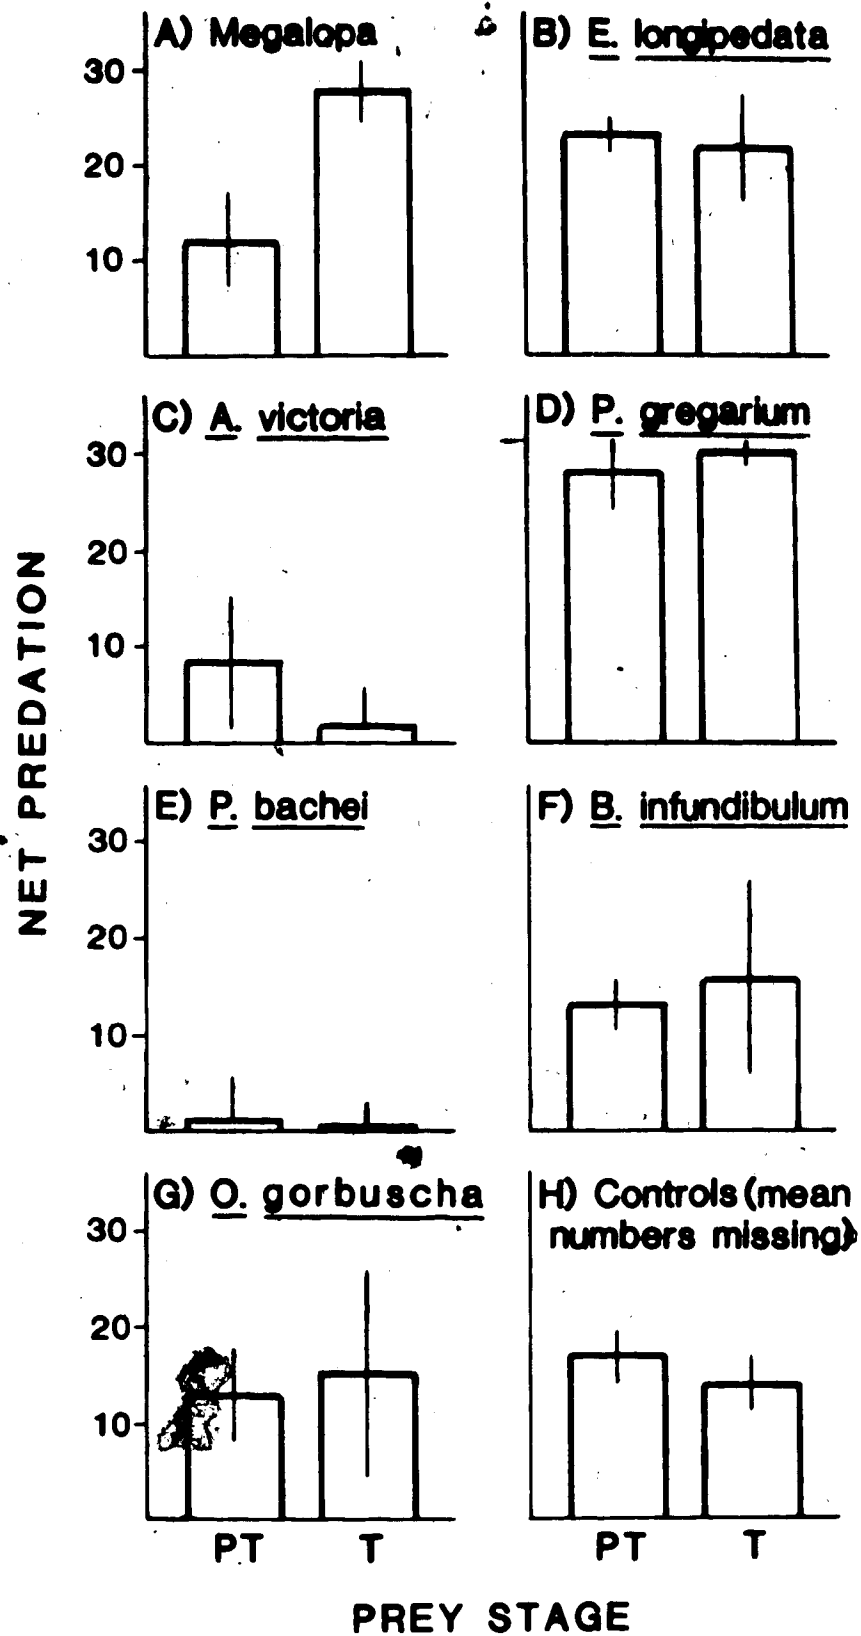 A) Megalopa
30
20
10
B) E. longipedata
C) A. victoria
30
20
10
D) P. gregarium
E) P. bachei
30
20
10
F) B. infundibulum
G) O. gorbuscha
30
20
10
PT T
H) Controls (mean
numbers missing)
PT T
NET PREDATION
PREY STAGE